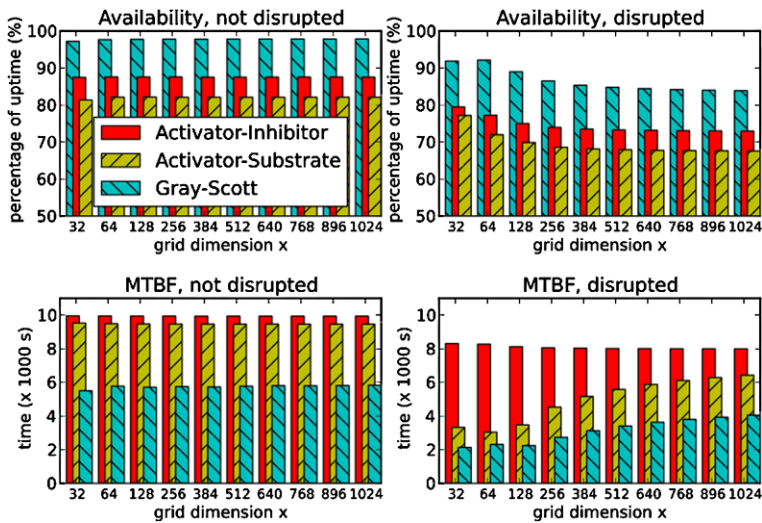 Availability, not disrupted
percentage of uptime (%)
100
90
80
70
60
50
Activator-Inhibitor
Activator-Substrate
Gray-Scott
32 64 128 256 384 512 640 768 896 1024
grid dimension x
Availability, disrupted
percentage of uptime (%)
100
90
80
70
60
50
32 64 128 256 384 512 640 768 896 1024
grid dimension x
MTBF, not disrupted
time (x 1000 s)
10
8
6
4
2
0
32 64 128 256 384 512 640 768 896 1024
grid dimension x
MTBF, disrupted
time (x 1000 s)
10
8
6
4
2
0
32 64 128 256 384 512 640 768 896 1024
grid dimension x